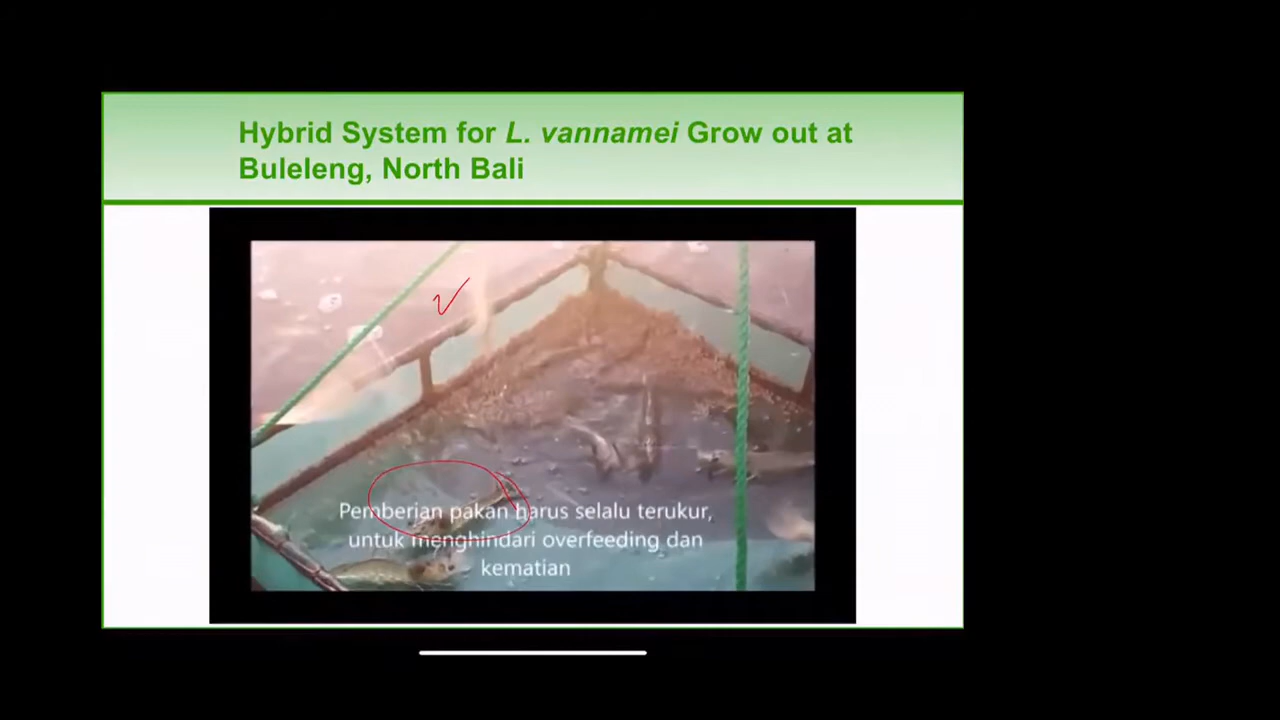 Hybrid System for L. vannamei Grow out at
Buleleng, North Bali
Pemberian pakan harus selalu terukur,
untuk menghindari overfeeding dan
kematian